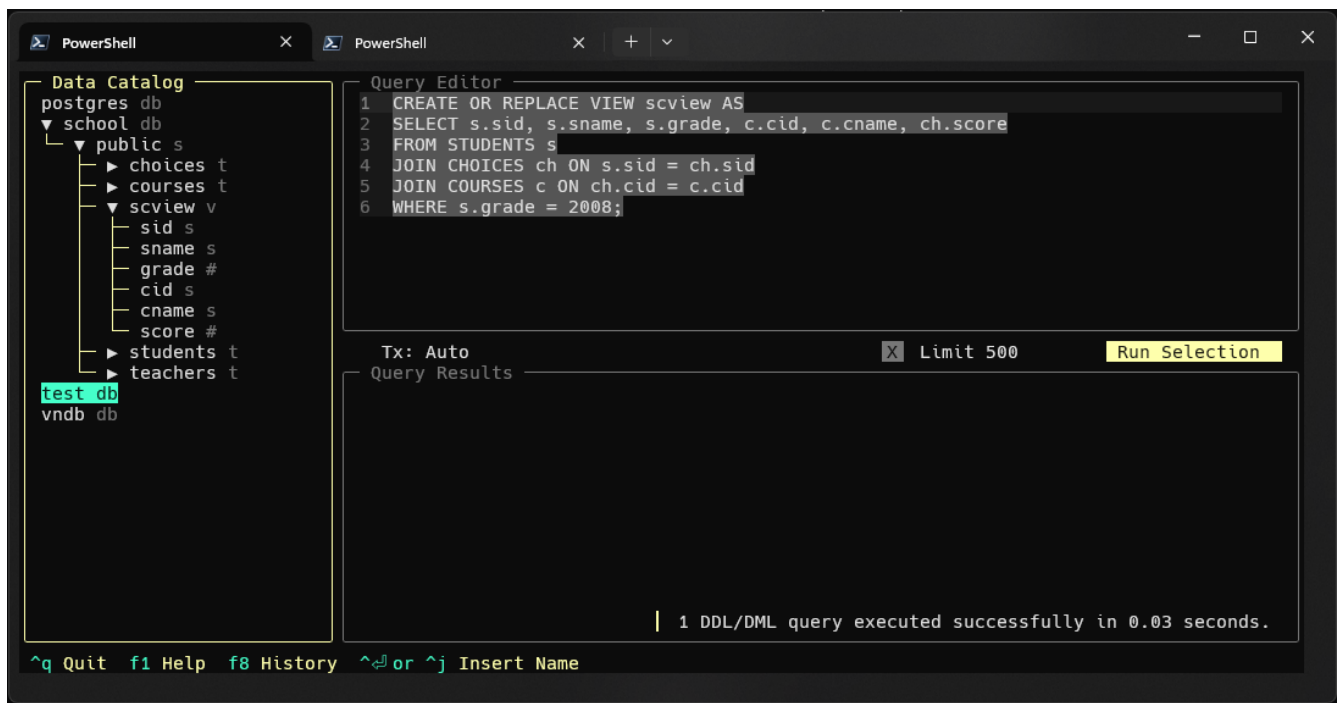 PowerShell
PowerShell
Data Catalog
postgres db
▼ school db
▼ public s
▶ choices t
▶ courses t
▼ scview v
sid s
sname s
grade #
cid s
cname s
score #
▶ students t
▶ teachers t
test db
vndb db
Query Editor
1 CREATE OR REPLACE VIEW scview AS
2 SELECT s.sid, s.sname, s.grade, c.cid, c.cname, ch.score
3 FROM STUDENTS s
4 JOIN CHOICES ch ON s.sid = ch.sid
5 JOIN COURSES c ON ch.cid = c.cid
6 WHERE s.grade = 2008;
Tx: Auto X Limit 500 Run Selection
Query Results
1 DDL/DML query executed successfully in 0.03 seconds.
^q Quit f1 Help f8 History ^⏎ or ^j Insert Name